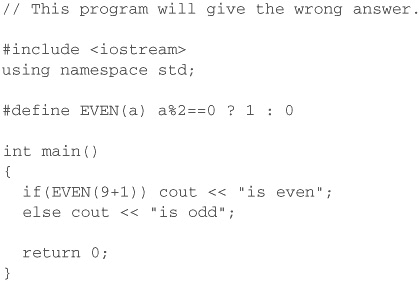 // This program will give the wrong answer.
#include <iostream>
using namespace std;
#define EVEN(a) a%2==0 ? 1 : 0
int main()
{
if(EVEN(9+1)) cout << "is even";
else cout << "is odd";
return 0;
}